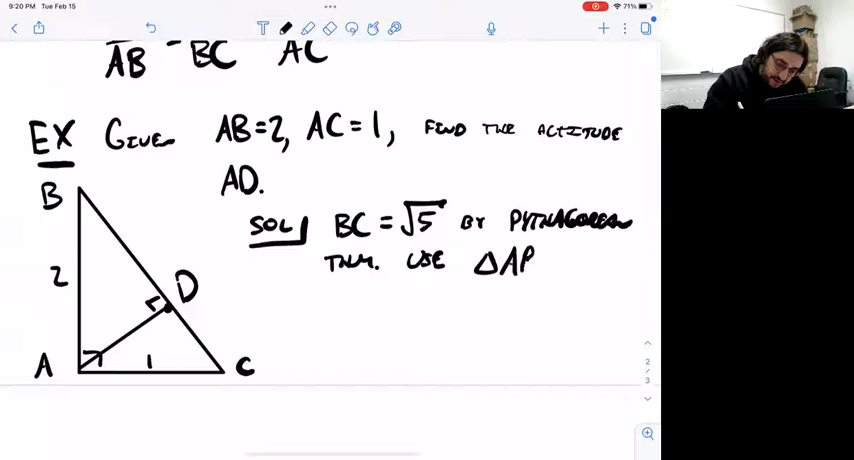 9:20 PM Tue Feb 15
71%
AB BC AC
EX Given AB=2, AC=1, FIND THE ALTITUDE
AD.
SOL BC = √5 BY PYTHAGOREAN
THM. USE △AP
B
2
D
A
1
C
2
/
3